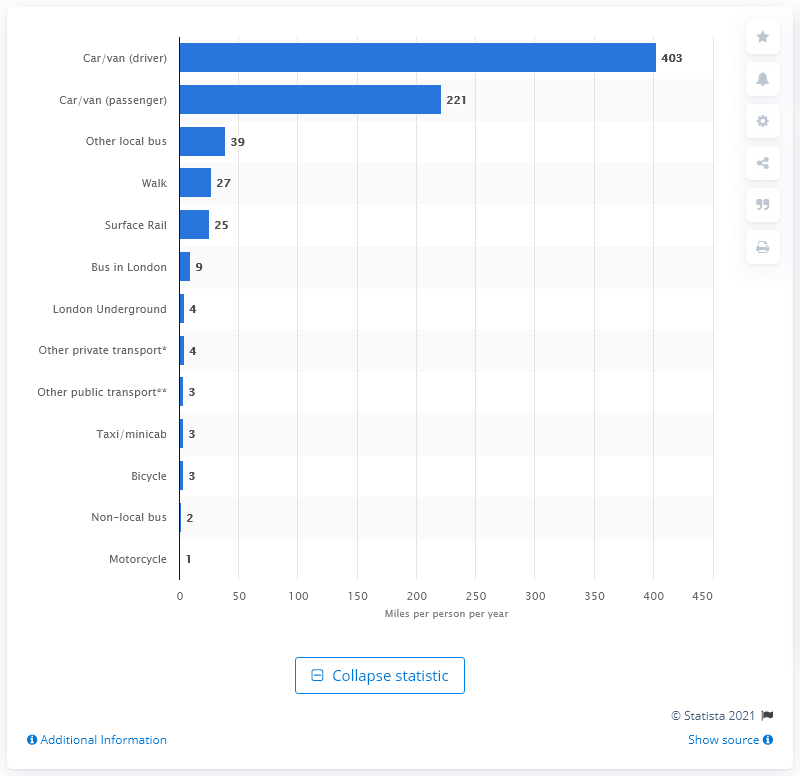 Car/van (driver) 403
Car/van (passenger) 221
Other local bus 39
Walk 27
Surface Rail 25
Bus in London 9
London Underground 4
Other private transport* 4
Other public transport** 3
Taxi/minicab 3
Bicycle 3
Non-local bus 2
Motorcycle 1
0 50 100 150 200 250 300 350 400 450
Miles per person per year
Collapse statistic
© Statista 2021
Additional Information
Show source